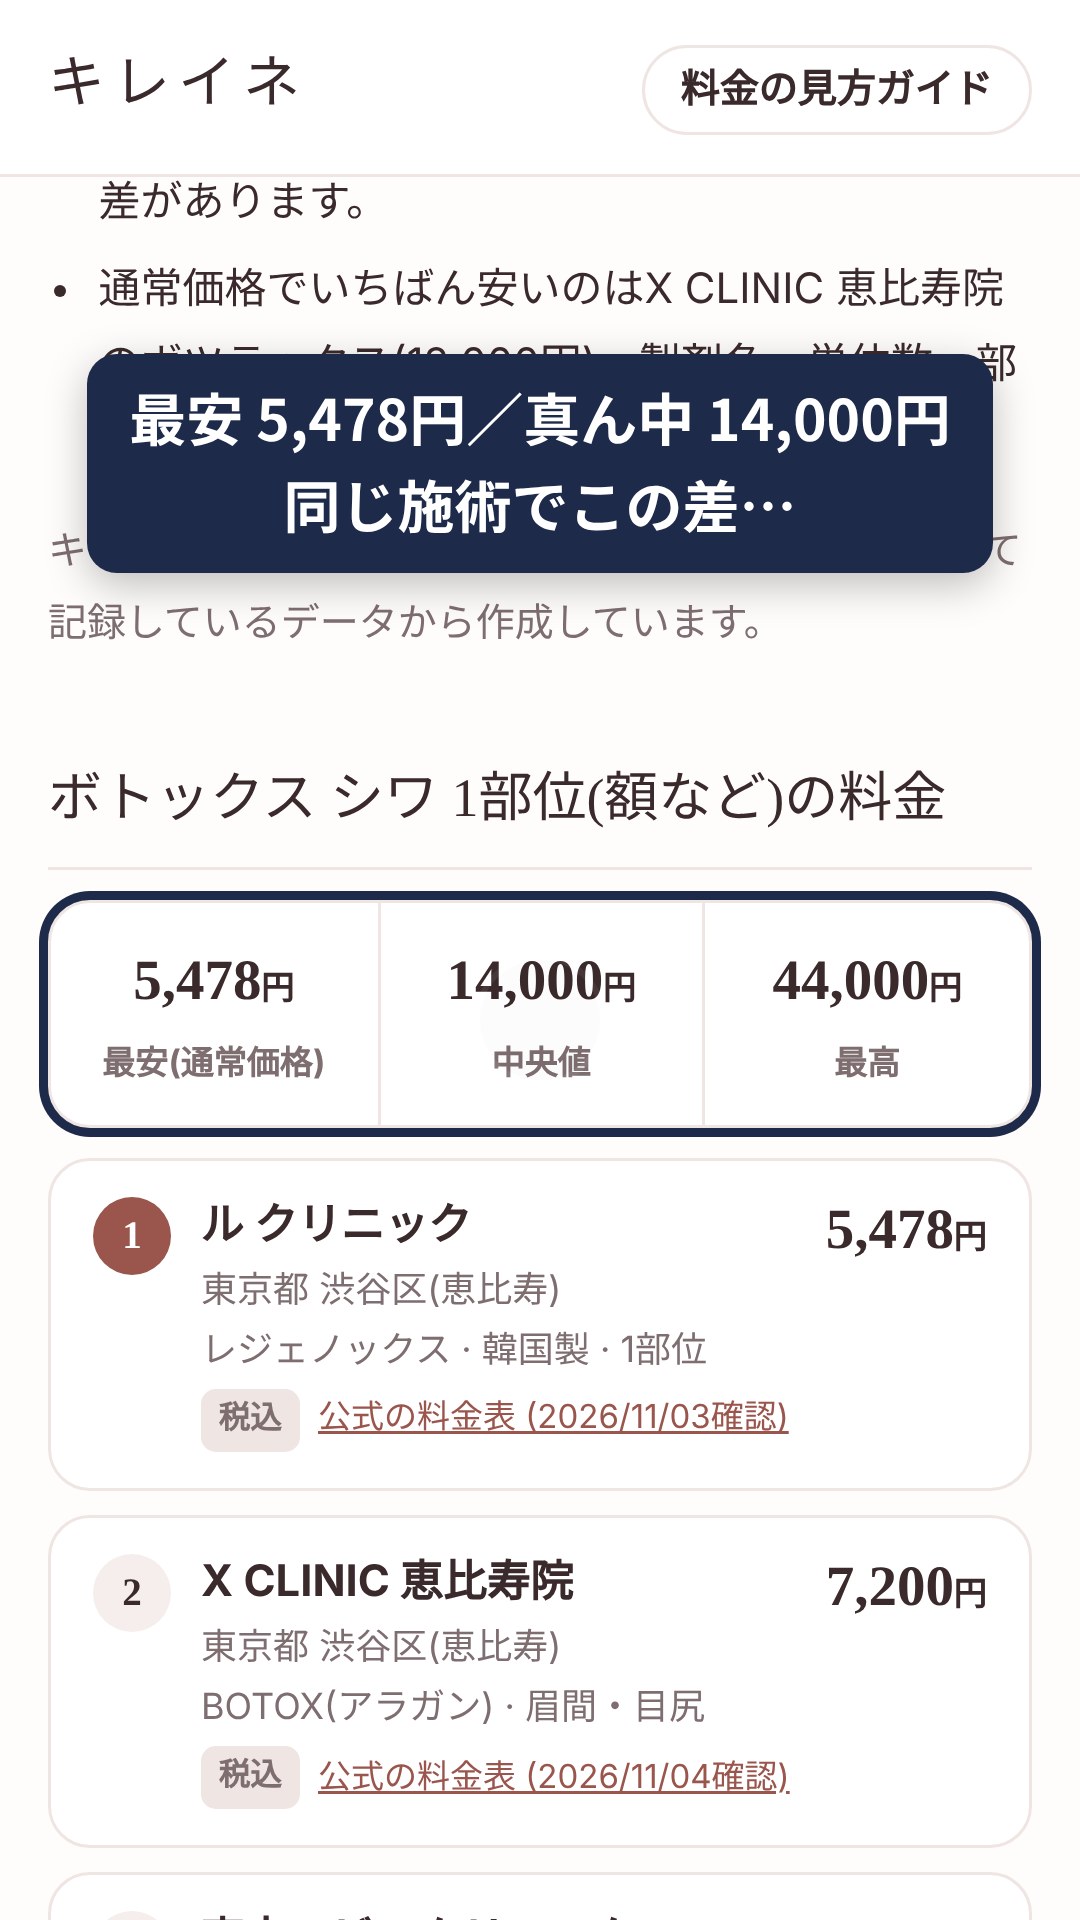 キレイネ
料金の見方ガイド
差があります。
• 通常価格でいちばん安いのはX CLINIC 恵比寿院
部
最安 5,478円／真ん中 14,000円
同じ施術でこの差…
キ
て
記録しているデータから作成しています。
ボトックス シワ 1部位(額など)の料金
5,478円
14,000円
44,000円
最安(通常価格)
中央値
最高
1
ル クリニック
5,478円
東京都 渋谷区(恵比寿)
レジェノックス · 韓国製 · 1部位
税込
公式の料金表 (2026/11/03確認)
2
X CLINIC 恵比寿院
7,200円
東京都 渋谷区(恵比寿)
BOTOX(アラガン) · 眉間・目尻
税込
公式の料金表 (2026/11/04確認)